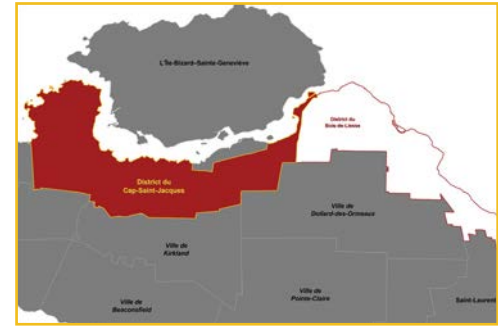 L'Île-Bizard-Sainte-Geneviève
District du
Bois-de-Liesse
District du
Cap-Saint-Jacques
Ville de
Dollard-des-Ormeaux
Ville de
Kirkland
Ville de
Beaconsfield
Ville de
Pointe-Claire
Saint-Laurent